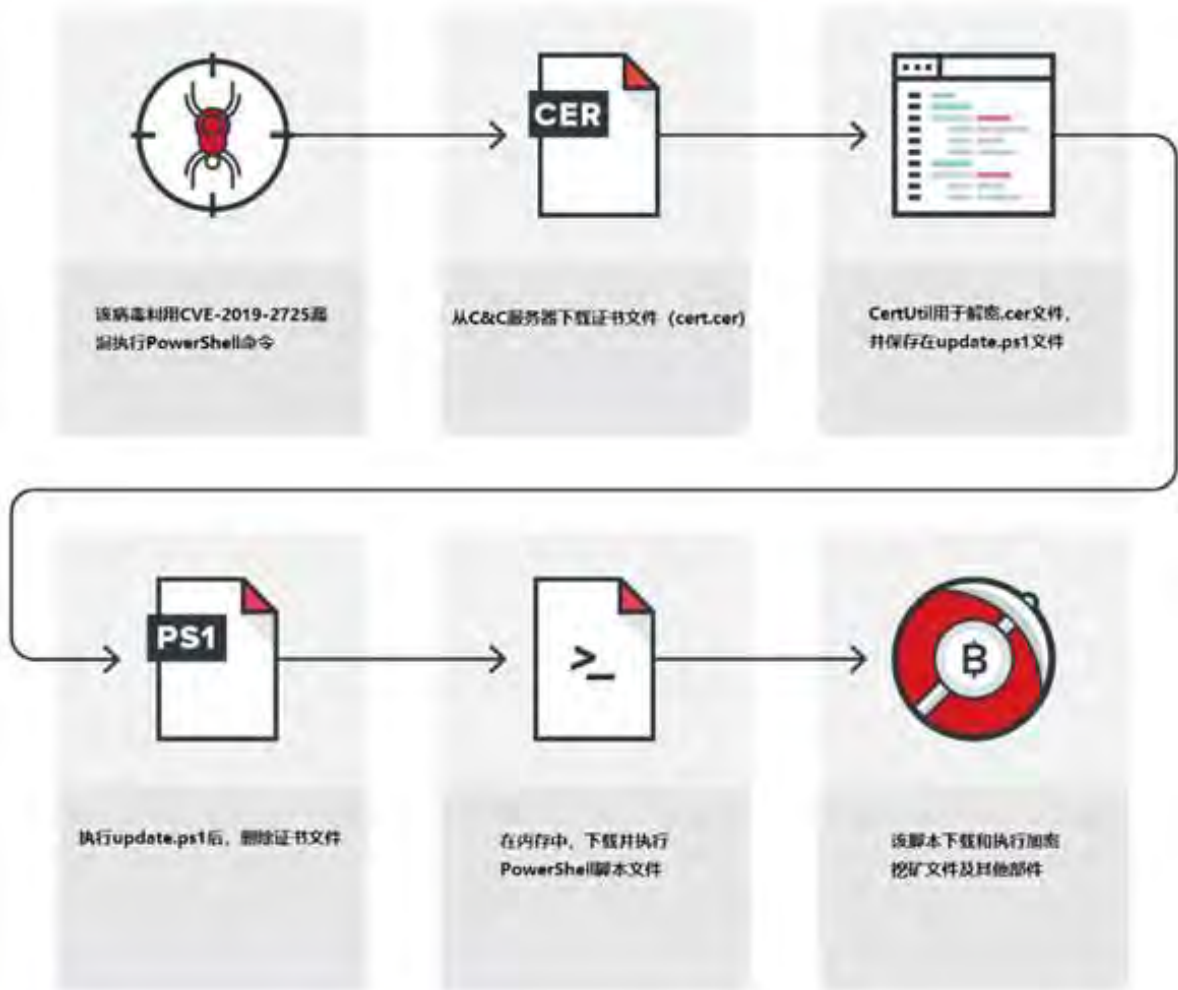 CER
该病毒利用CVE-2019-2725漏
洞执行PowerShell命令
从C&C服务器下载证书文件（cert.cer)
CertUtil用于解密.cer文件，
并保存在update.ps1文件
PS1
>_
B
执行update.ps1后，删除证书文件
在内存中，下载并执行
PowerShell脚本文件
该脚本下载和执行加密
挖矿文件及其他部件